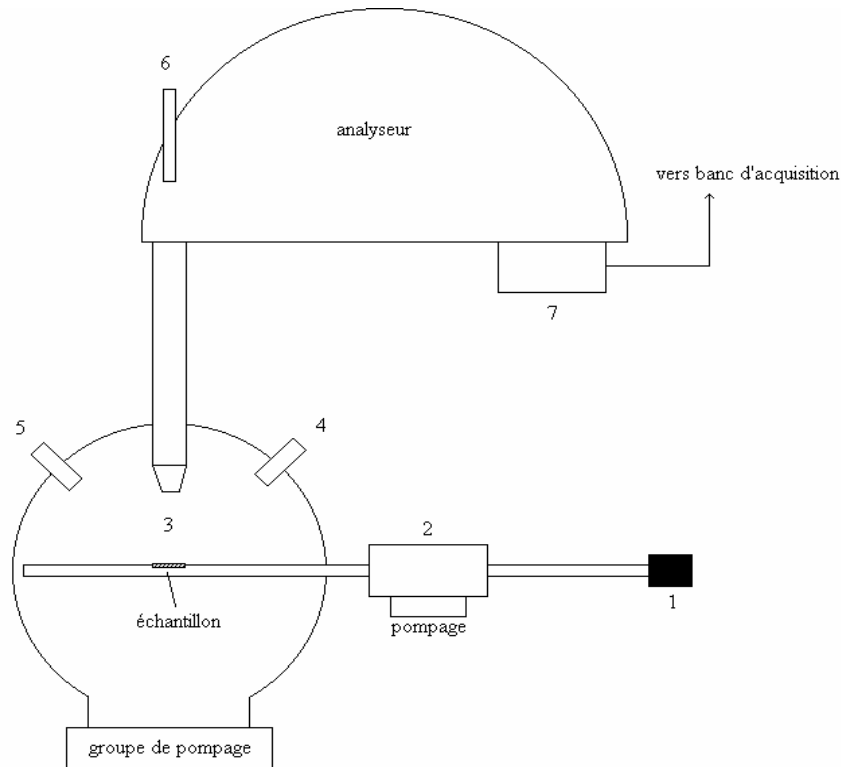 6
analyseur
vers banc d'acquisition
7
5
4
3
2
échantillon
pompage
1
groupe de pompage